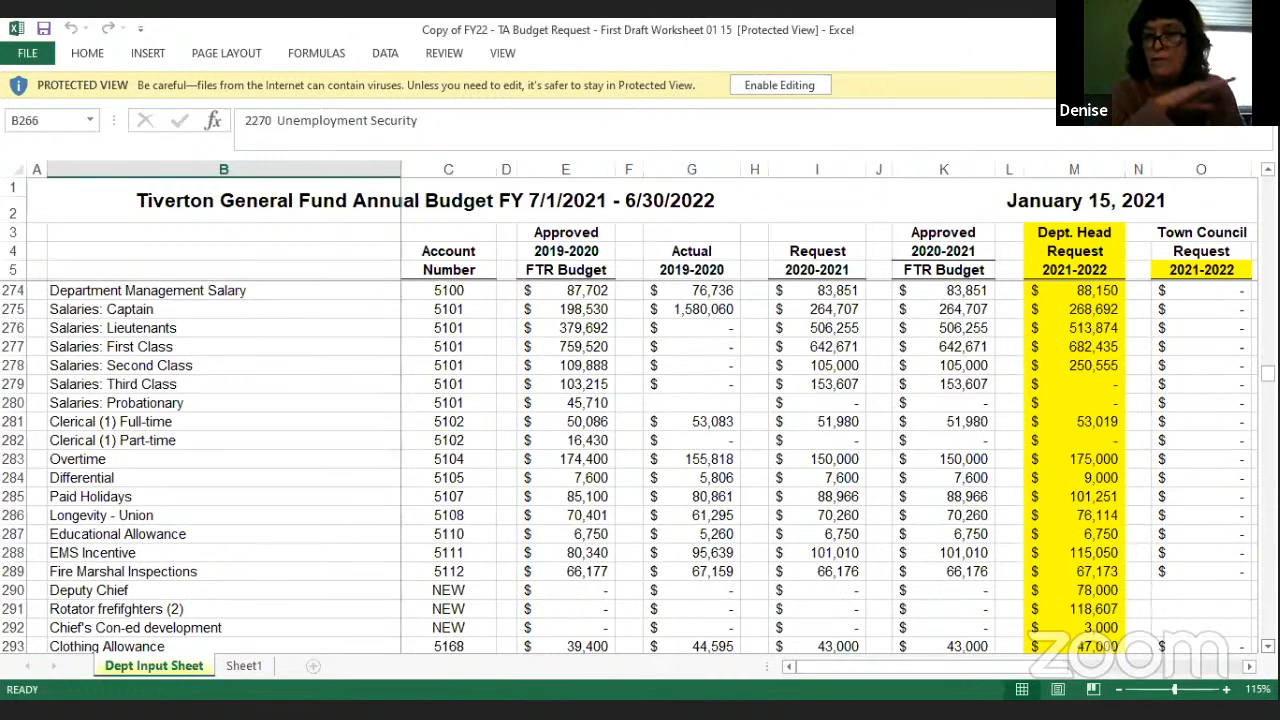 Copy of FY22 - TA Budget Request - First Draft Worksheet 01 15 [Protected View] - Excel
FILE HOME INSERT PAGE LAYOUT FORMULAS DATA REVIEW VIEW
PROTECTED VIEW Be careful—files from the Internet can contain viruses. Unless you need to edit, it's safer to stay in Protected View. Enable Editing
Denise
B266 fx 2270 Unemployment Security
A B C D E F G H I J K L M N O
1
Tiverton General Fund Annual Budget FY 7/1/2021 - 6/30/2022 January 15, 2021
2
3 Approved Approved Dept. Head Town Council
4 Account 2019-2020 Actual Request 2020-2021 Request Request
5 Number FTR Budget 2019-2020 2020-2021 FTR Budget 2021-2022 2021-2022
274 Department Management Salary 5100 $ 87,702 $ 76,736 $ 83,851 $ 83,851 $ 88,150 $ -
275 Salaries: Captain 5101 $ 198,530 $ 1,580,060 $ 264,707 $ 264,707 $ 268,692 $ -
276 Salaries: Lieutenants 5101 $ 379,692 $ - $ 506,255 $ 506,255 $ 513,874 $ -
277 Salaries: First Class 5101 $ 759,520 $ - $ 642,671 $ 642,671 $ 682,435 $ -
278 Salaries: Second Class 5101 $ 109,888 $ - $ 105,000 $ 105,000 $ 250,555 $ -
279 Salaries: Third Class 5101 $ 103,215 $ - $ 153,607 $ 153,607 $ - $ -
280 Salaries: Probationary 5101 $ 45,710 $ - $ - $ - $ -
281 Clerical (1) Full-time 5102 $ 50,086 $ 53,083 $ 51,980 $ 51,980 $ 53,019 $ -
282 Clerical (1) Part-time 5102 $ 16,430 $ - $ - $ - $ - $ -
283 Overtime 5104 $ 174,400 $ 155,818 $ 150,000 $ 150,000 $ 175,000 $ -
284 Differential 5105 $ 7,600 $ 5,806 $ 7,600 $ 7,600 $ 9,000 $ -
285 Paid Holidays 5107 $ 85,100 $ 80,861 $ 88,966 $ 88,966 $ 101,251 $ -
286 Longevity - Union 5108 $ 70,401 $ 61,295 $ 70,260 $ 70,260 $ 76,114 $ -
287 Educational Allowance 5110 $ 6,750 $ 5,260 $ 6,750 $ 6,750 $ 6,750 $ -
288 EMS Incentive 5111 $ 80,340 $ 95,639 $ 101,010 $ 101,010 $ 115,050 $ -
289 Fire Marshal Inspections 5112 $ 66,177 $ 67,159 $ 66,176 $ 66,176 $ 67,173 $ -
290 Deputy Chief NEW $ - $ - $ - $ - $ 78,000
291 Rotator frefifghters (2) NEW $ - $ - $ - $ - $ 118,607
292 Chief's Con-ed development NEW $ - $ - $ - $ - $ 3,000
293 Clothing Allowance 5168 $ 39,400 $ 44,595 $ 43,000 $ 43,000 $ 47,000 $ -
zoom
Dept Input Sheet Sheet1
READY 115%